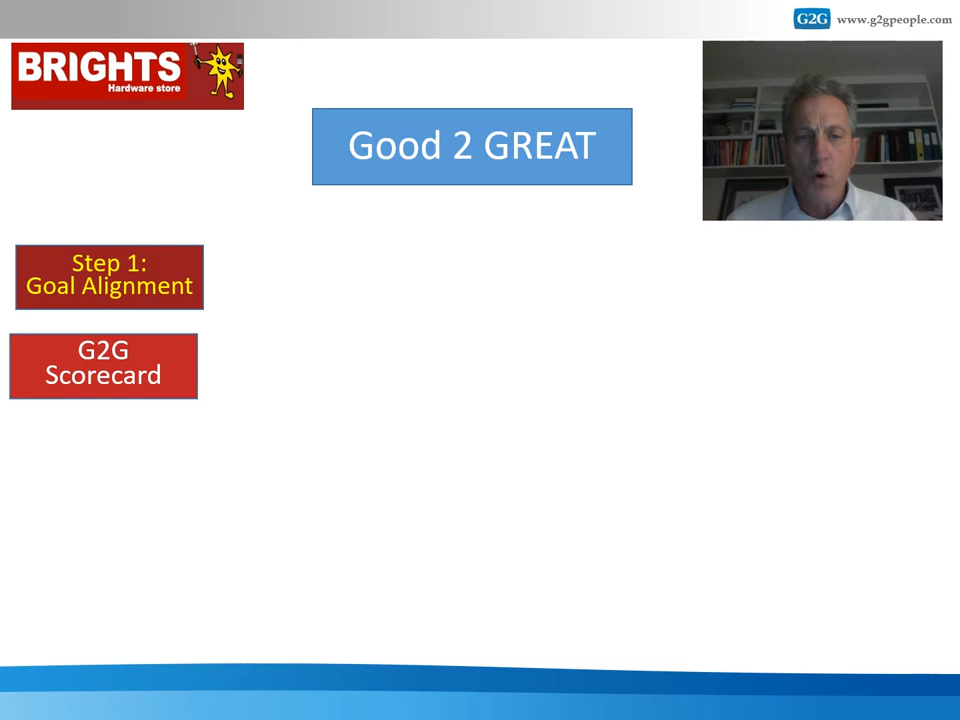 G2G www.g2gpeople.com
BRIGHTS
Hardware store
Good 2 GREAT
Step 1:
Goal Alignment
G2G
Scorecard